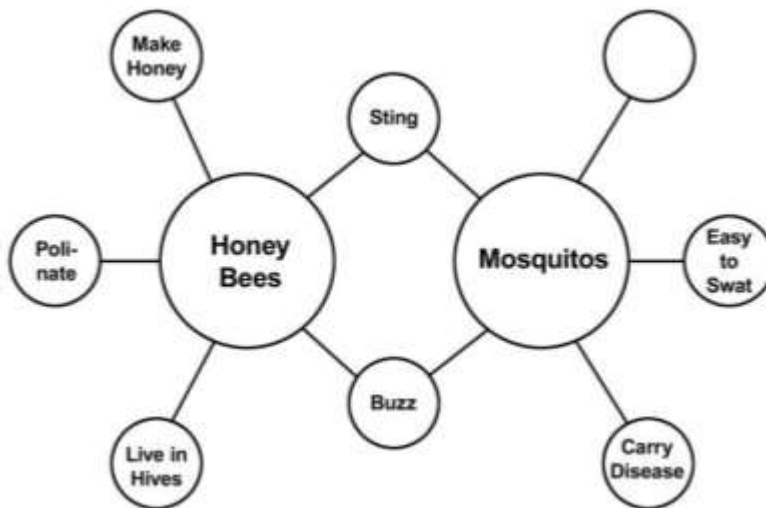 Make
Honey
Sting
Honey
Bees
Mosquitos
Poli-
nate
Easy
to
Swat
Buzz
Live in
Hives
Carry
Disease